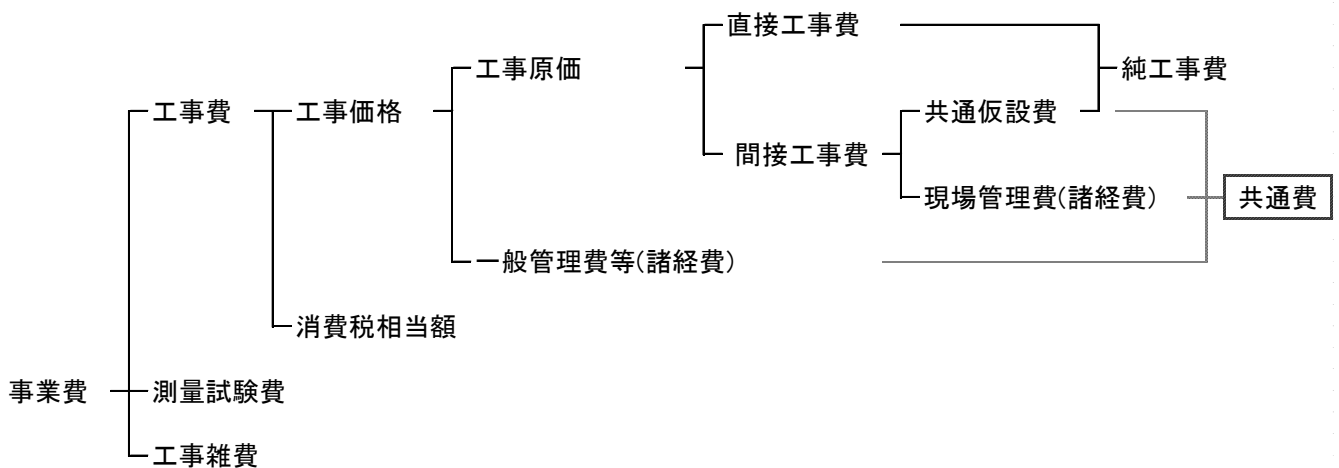 直接工事費
工事原価
純工事費
工事費
工事価格
共通仮設費
間接工事費
現場管理費(諸経費)
共通費
一般管理費等(諸経費)
消費税相当額
事業費
測量試験費
工事雑費